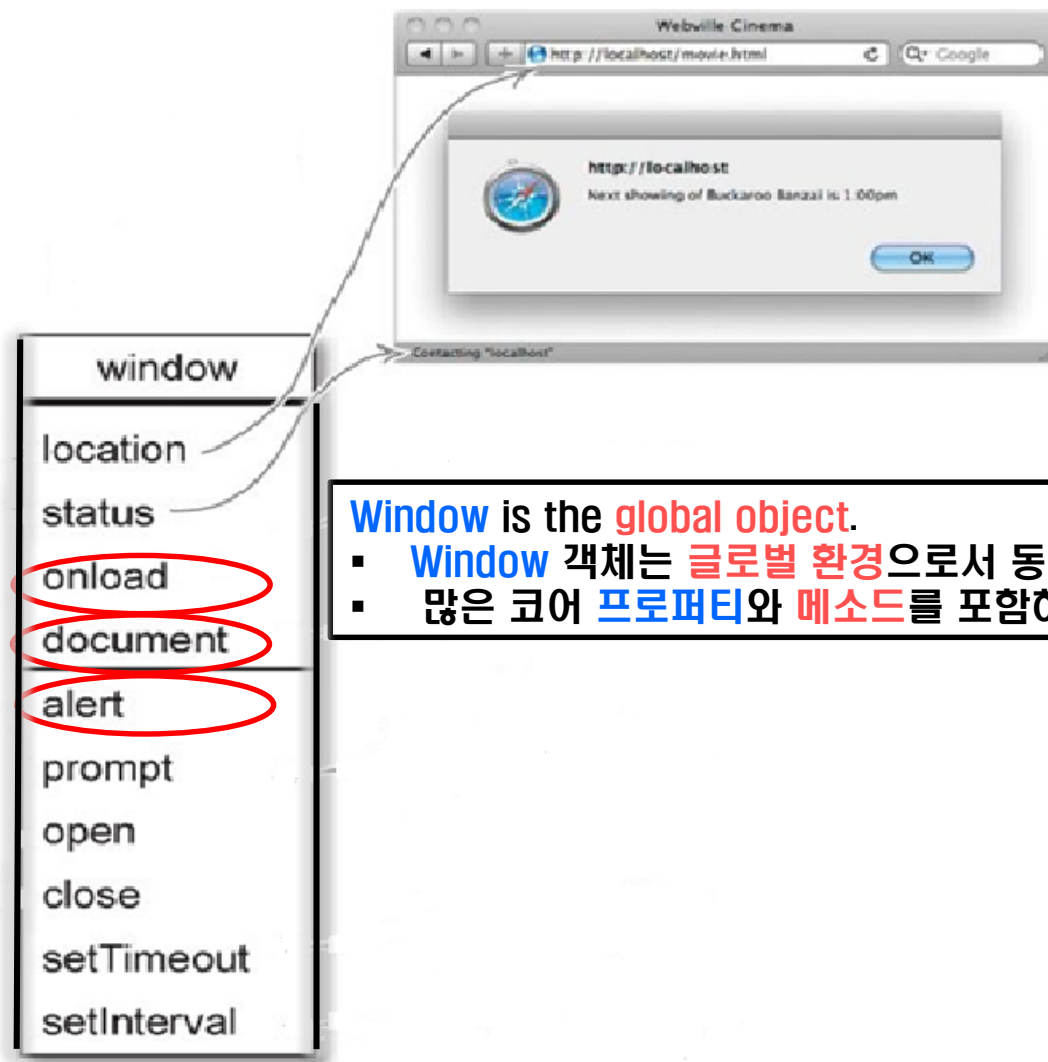 Webville Cinema
http://localhost/movie.html
Google
http://localhost
Next showing of Buckaroo Banzai is 1:00pm
OK
Contacting "localhost"
window
location
status
onload
document
alert
prompt
open
close
setTimeout
setInterval
Window is the global object.
▪ Window 객체는 글로벌 환경으로서 동
▪ 많은 코어 프로퍼티와 메소드를 포함하